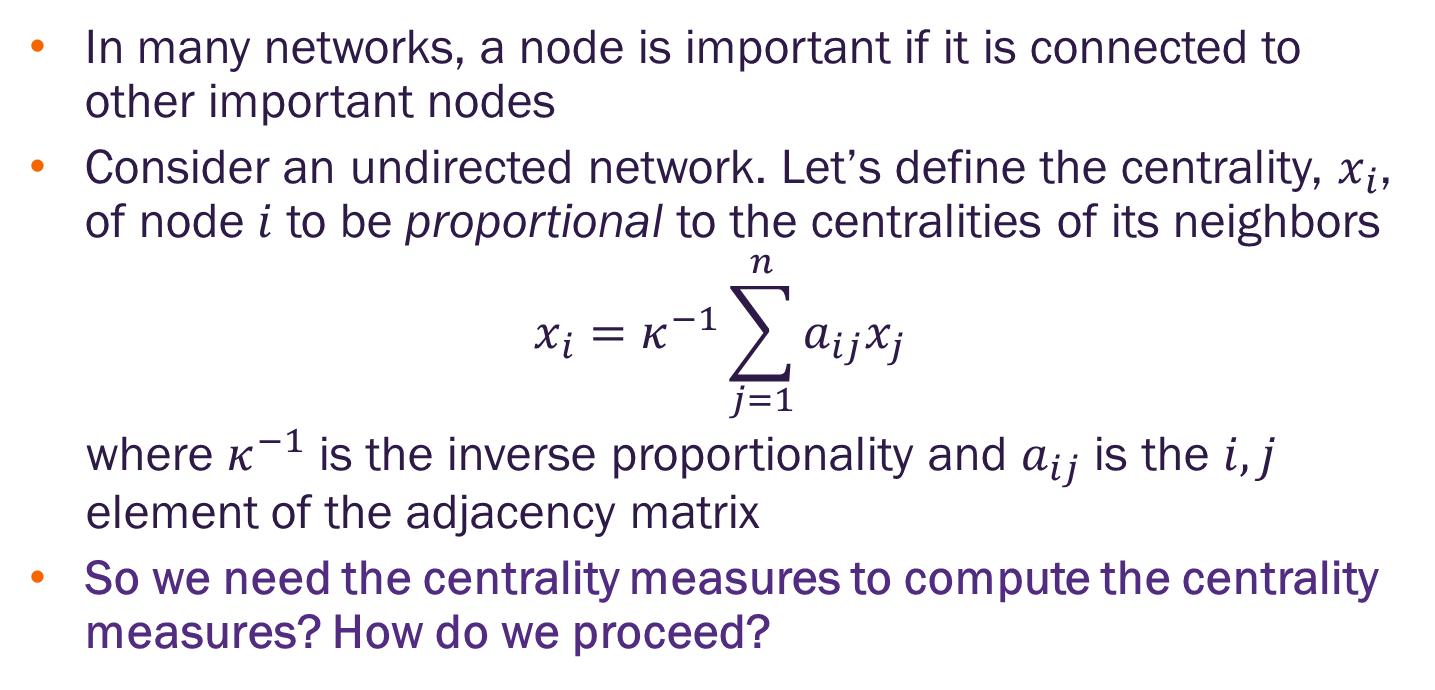 • In many networks, a node is important if it is connected to
other important nodes
• Consider an undirected network. Let’s define the centrality, $x_i$,
of node $i$ to be proportional to the centralities of its neighbors
$x_i = \kappa^{-1} \sum_{j=1}^{n} a_{ij} x_j$
where $\kappa^{-1}$ is the inverse proportionality and $a_{ij}$ is the $i, j$
element of the adjacency matrix
• So we need the centrality measures to compute the centrality
measures? How do we proceed?